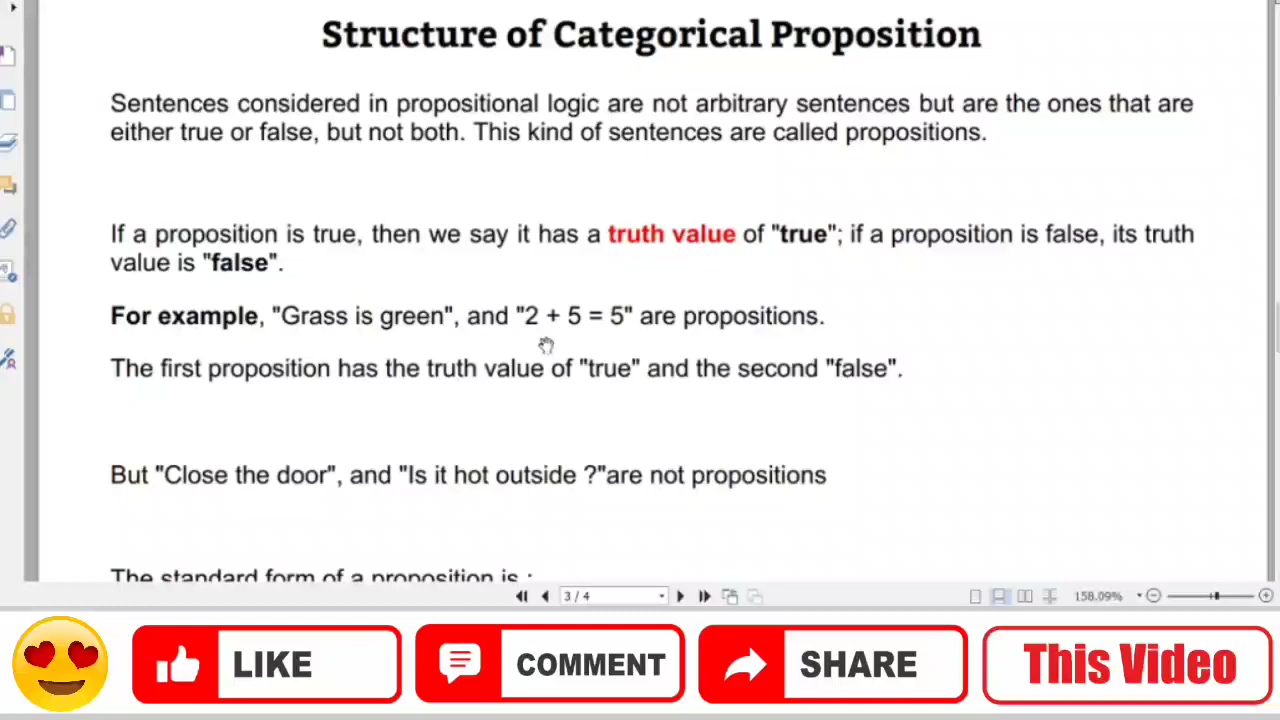 Structure of Categorical Proposition
Sentences considered in propositional logic are not arbitrary sentences but are the ones that are
either true or false, but not both. This kind of sentences are called propositions.
If a proposition is true, then we say it has a truth value of "true"; if a proposition is false, its truth
value is "false".
For example, "Grass is green", and "2 + 5 = 5" are propositions.
The first proposition has the truth value of "true" and the second "false".
But "Close the door", and "Is it hot outside ?"are not propositions
The standard form of a proposition is :
3 / 4 158.09%
LIKE COMMENT SHARE This Video